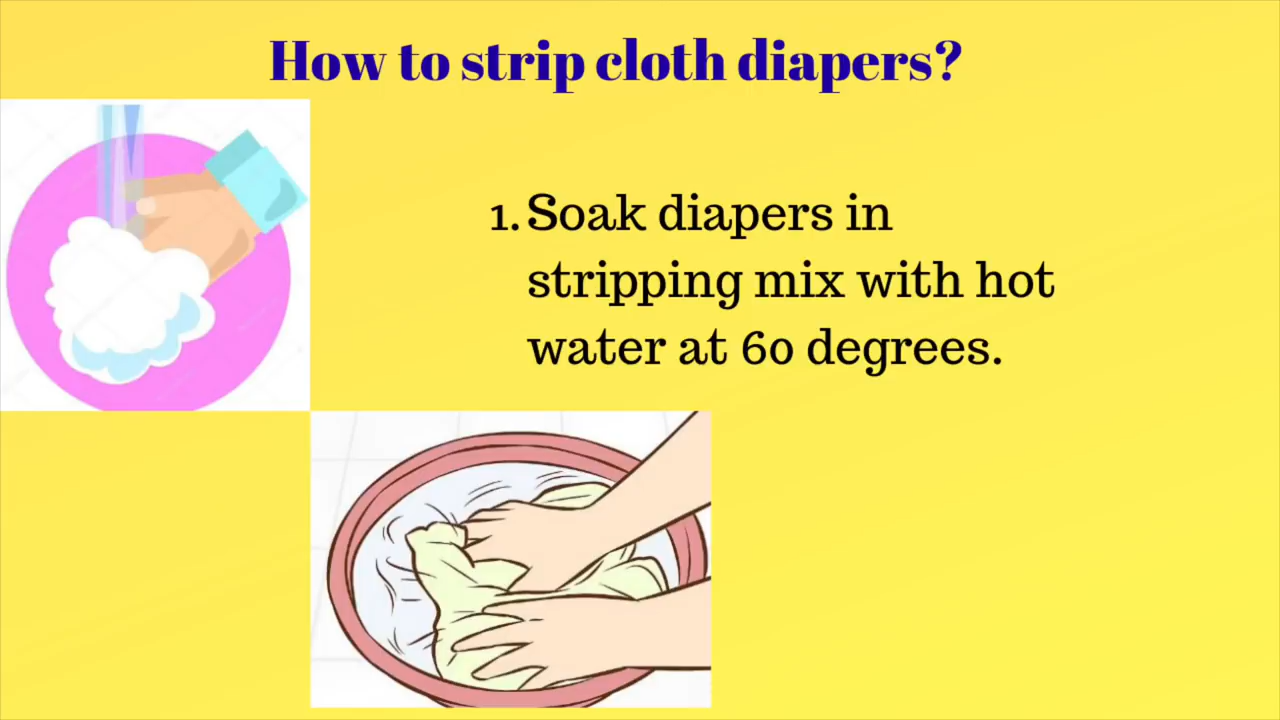 How to strip cloth diapers?
1. Soak diapers in
stripping mix with hot
water at 60 degrees.